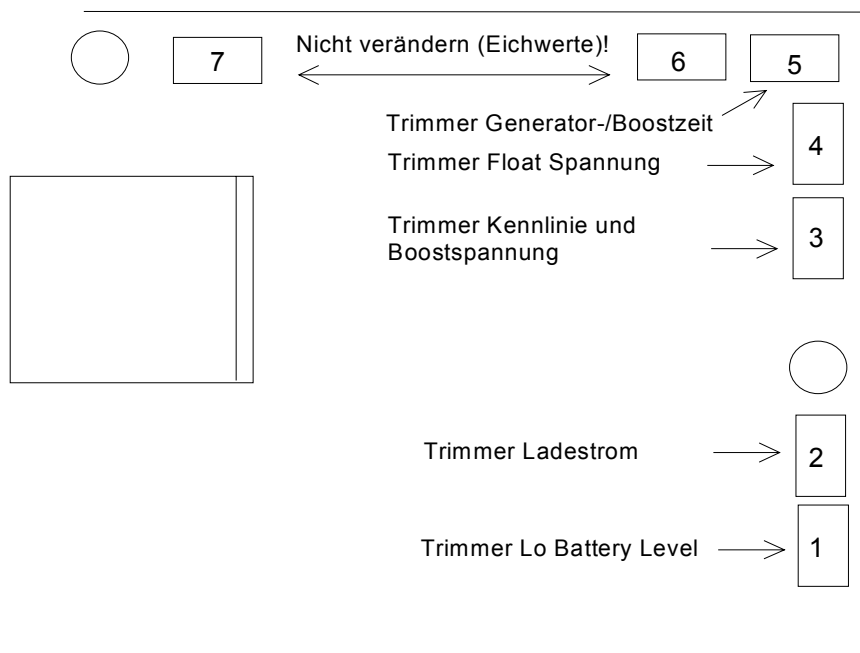 7
Nicht verändern (Eichwerte)!
6
5
Trimmer Generator-/Boostzeit
4
Trimmer Float Spannung
Trimmer Kennlinie und
Boostspannung
3
Trimmer Ladestrom
2
Trimmer Lo Battery Level
1